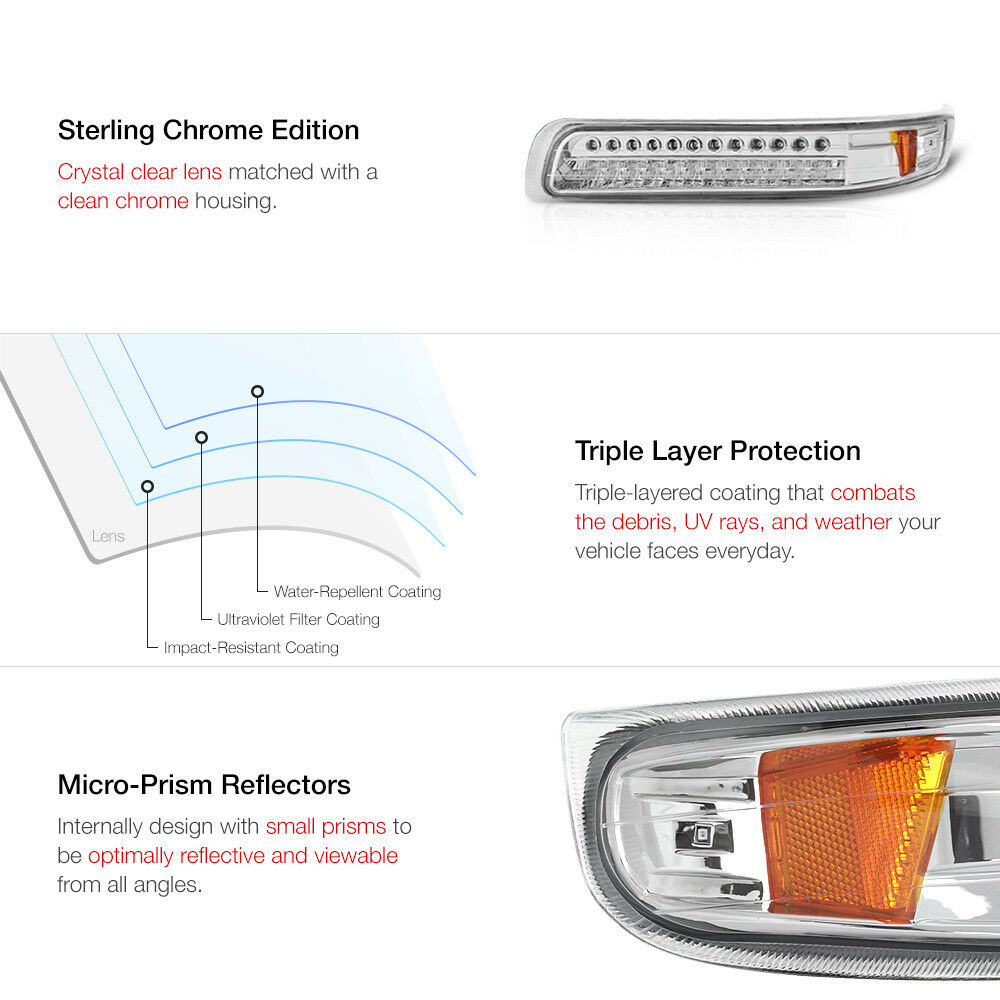 Sterling Chrome Edition
Crystal clear lens matched with a
clean chrome housing.
Lens
Water-Repellent Coating
Ultraviolet Filter Coating
Impact-Resistant Coating
Triple Layer Protection
Triple-layered coating that combats
the debris, UV rays, and weather your
vehicle faces everyday.
Micro-Prism Reflectors
Internally design with small prisms to
be optimally reflective and viewable
from all angles.